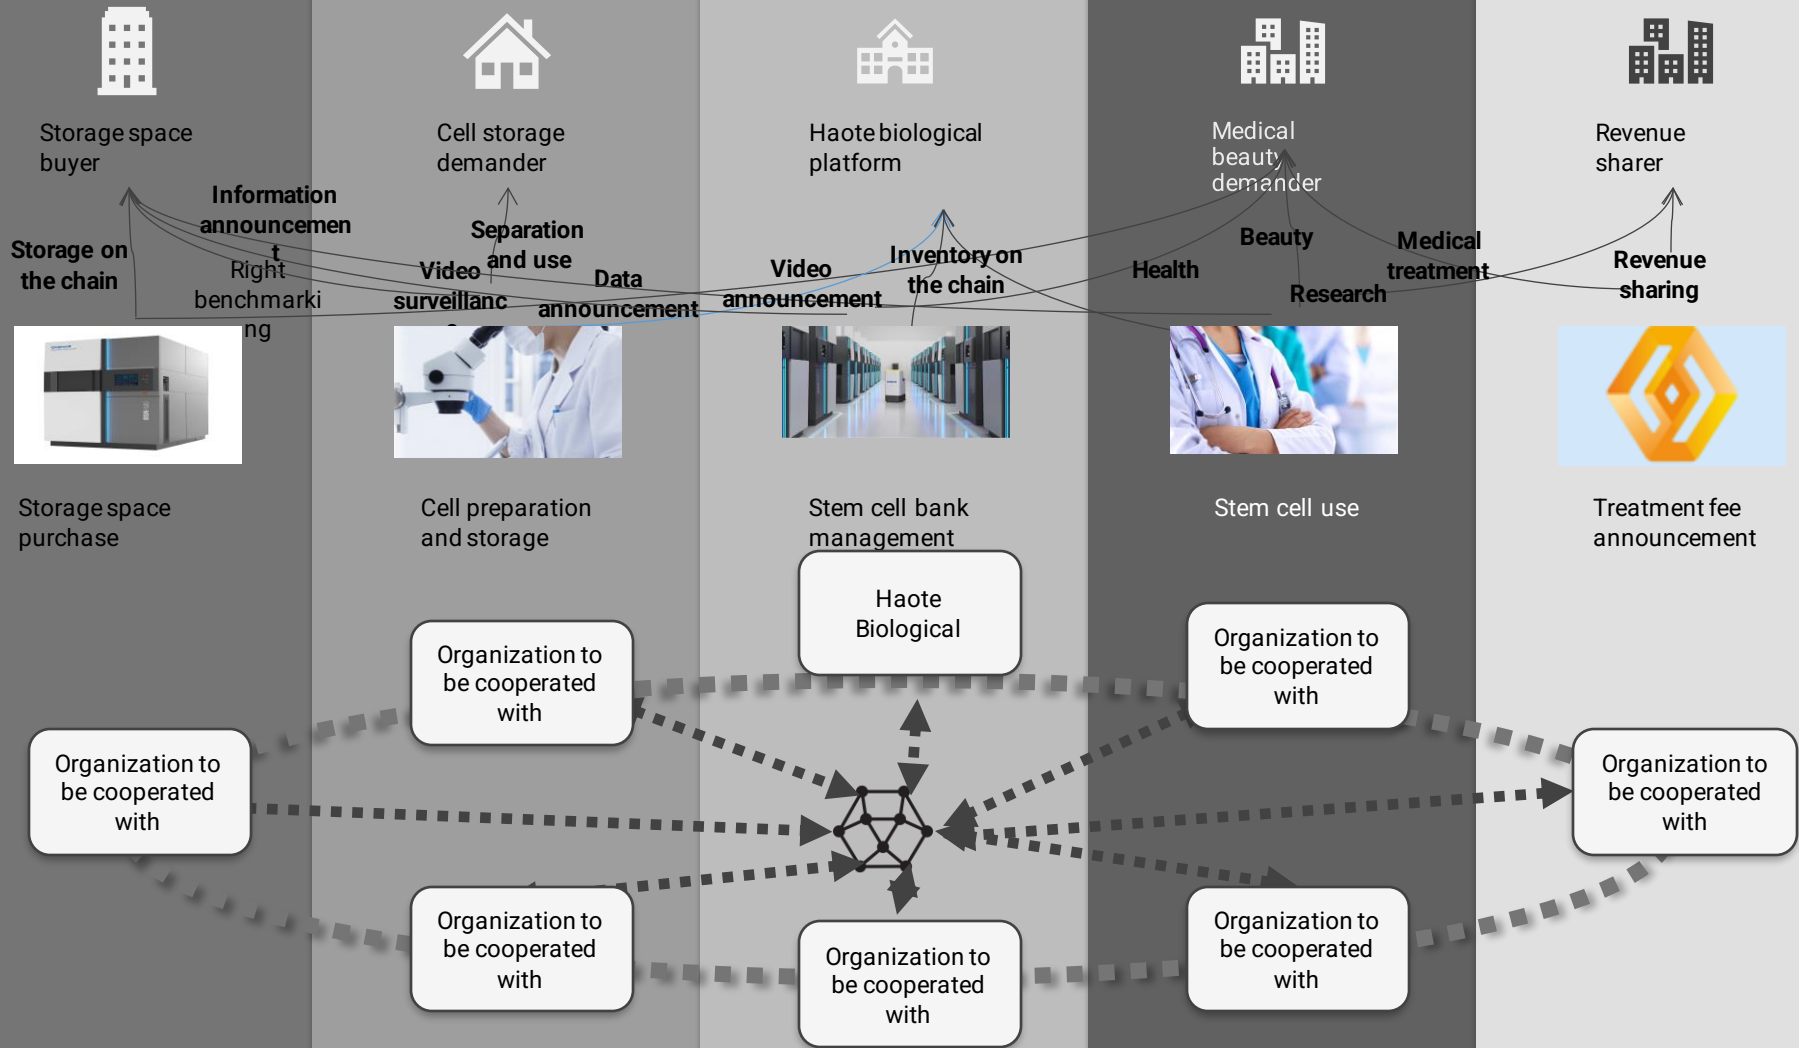 Storage space
buyer
Cell storage
demander
Haote biological
platform
Medical
beauty
demander
Revenue
sharer
Storage on
the chain
Information
announcemen
t
Right
benchmarki
ng
Video
surveillanc
Separation
and use
Data
announcement
Video
announcement
Inventory on
the chain
Health
Beauty
Research
Medical
treatment
Revenue
sharing
Storage space
purchase
Cell preparation
and storage
Stem cell bank
management
Stem cell use
Treatment fee
announcement
Haote
Biological
Organization to
be cooperated
with
Organization to
be cooperated
with
Organization to
be cooperated
with
Organization to
be cooperated
with
Organization to
be cooperated
with
Organization to
be cooperated
with
Organization to
be cooperated
with